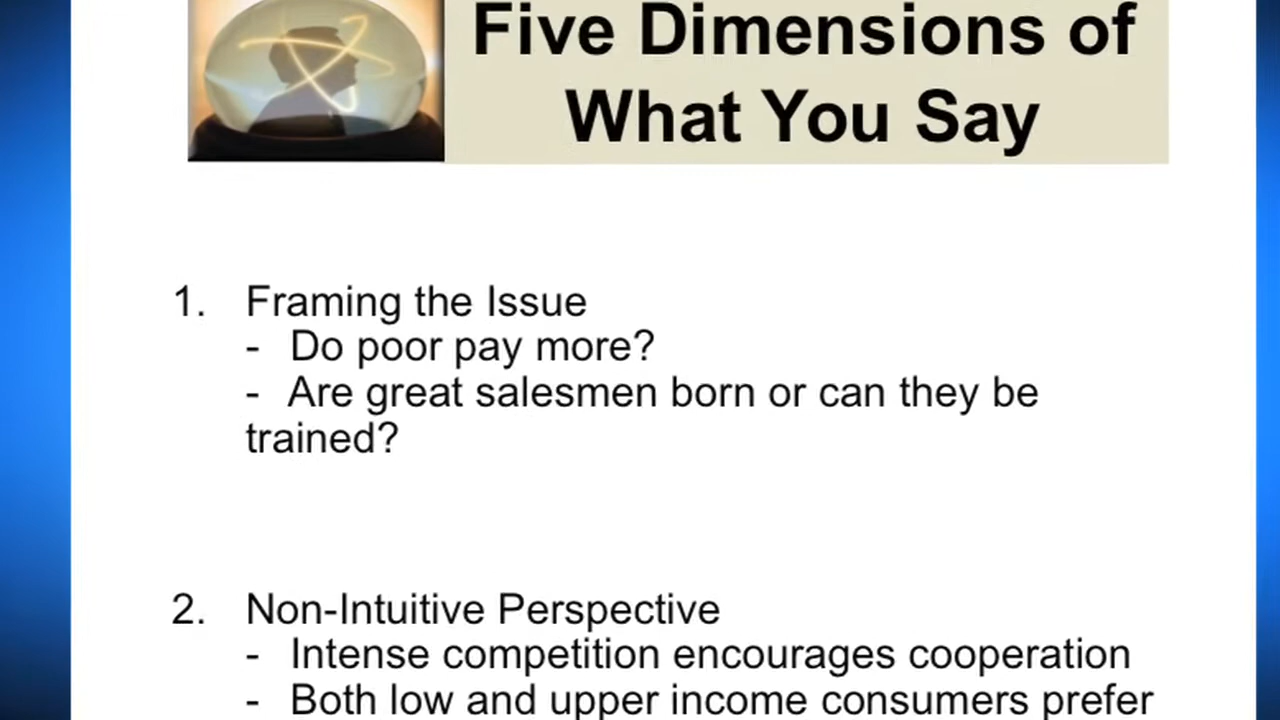 Five Dimensions of
What You Say
1. Framing the Issue
- Do poor pay more?
- Are great salesmen born or can they be
trained?
2. Non-Intuitive Perspective
- Intense competition encourages cooperation
- Both low and upper income consumers prefer